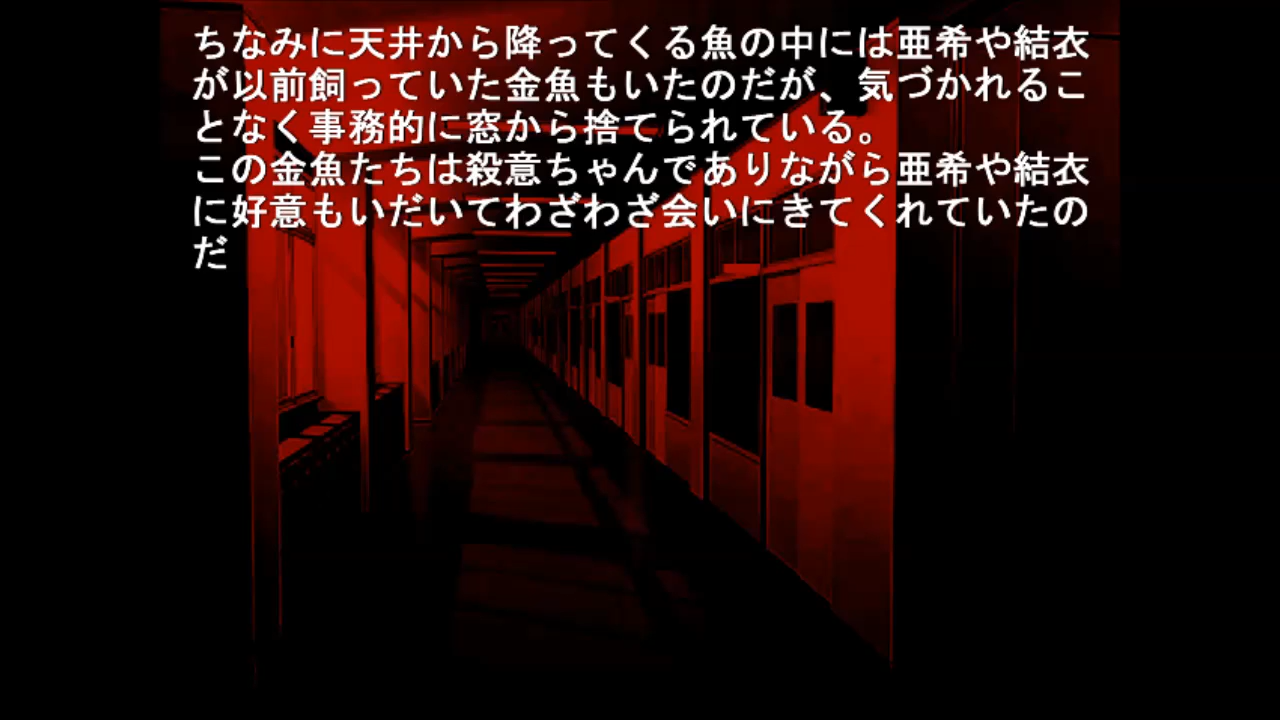 ちなみに天井から降ってくる魚の中には亜希や結衣
が以前飼っていた金魚もいたのだが、気づかれるこ
となく事務的に窓から捨てられている。
この金魚たちは殺意ちゃんでありながら亜希や結衣
に好意もいだいてわざわざ会いにきてくれていたの
だ